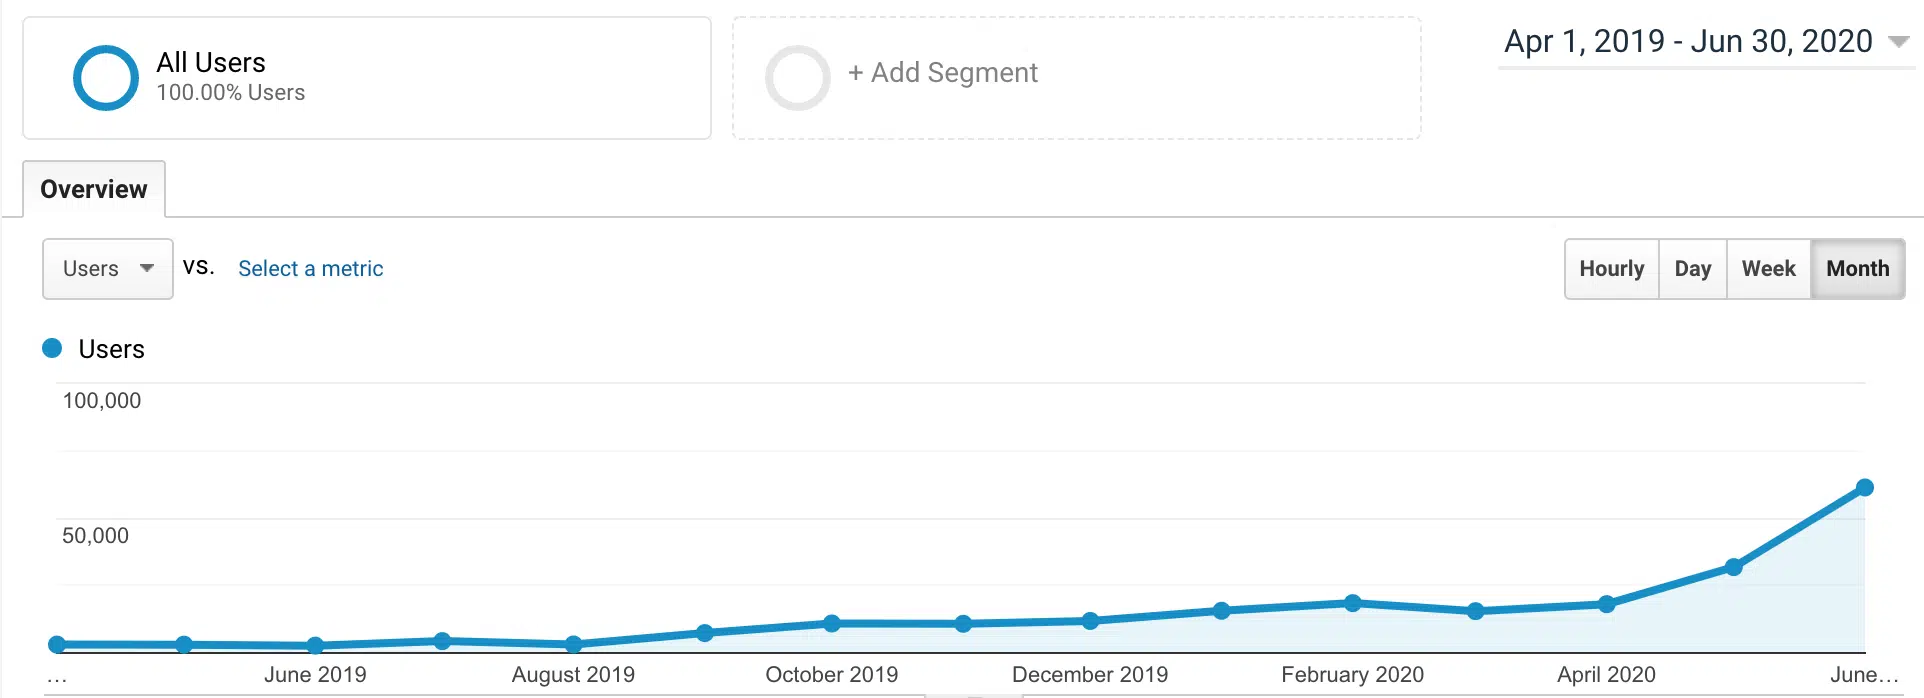 All Users
100.00% Users
+ Add Segment
Apr 1, 2019 - Jun 30, 2020
Overview
Users
vs.
Select a metric
Hourly
Day
Week
Month
Users
100,000
50,000
...
June 2019
August 2019
October 2019
December 2019
February 2020
April 2020
June...